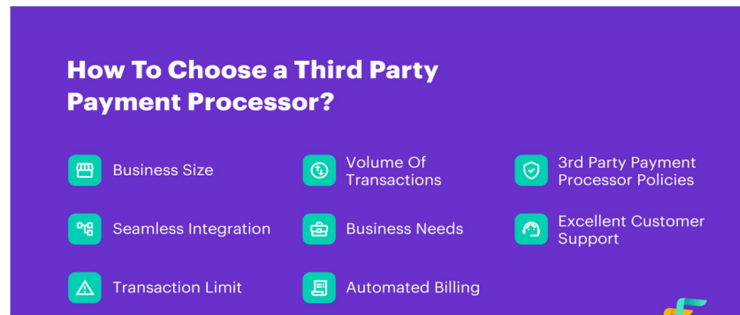 How To Choose a Third Party
Payment Processor?
Business Size
Volume Of
Transactions
3rd Party Payment
Processor Policies
Seamless Integration
Business Needs
Excellent Customer
Support
Transaction Limit
Automated Billing